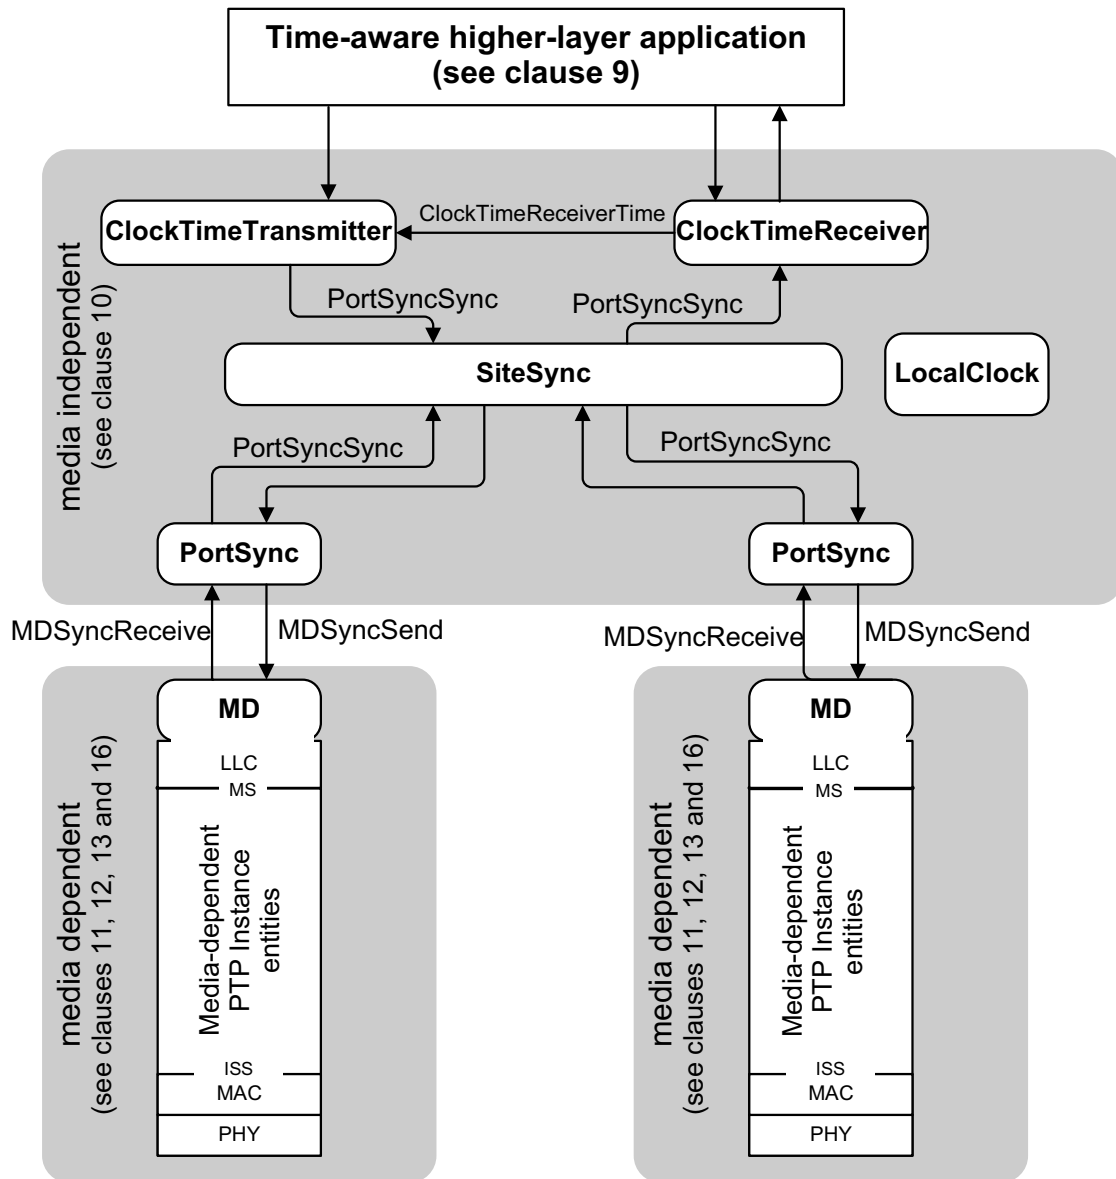 Time-aware higher-layer application
(see clause 9)
ClockTimeTransmitter
ClockTimeReceiverTime
ClockTimeReceiver
media independent
(see clause 10)
PortSyncSync
PortSyncSync
SiteSync
LocalClock
PortSyncSync
PortSyncSync
PortSync
PortSync
MDSyncReceive
MDSyncSend
MDSyncReceive
MDSyncSend
media dependent
(see clauses 11, 12, 13 and 16)
MD
LLC
MS
Media-dependent
PTP Instance
entities
ISS
MAC
PHY
media dependent
(see clauses 11, 12, 13 and 16)
MD
LLC
MS
Media-dependent
PTP Instance
entities
ISS
MAC
PHY